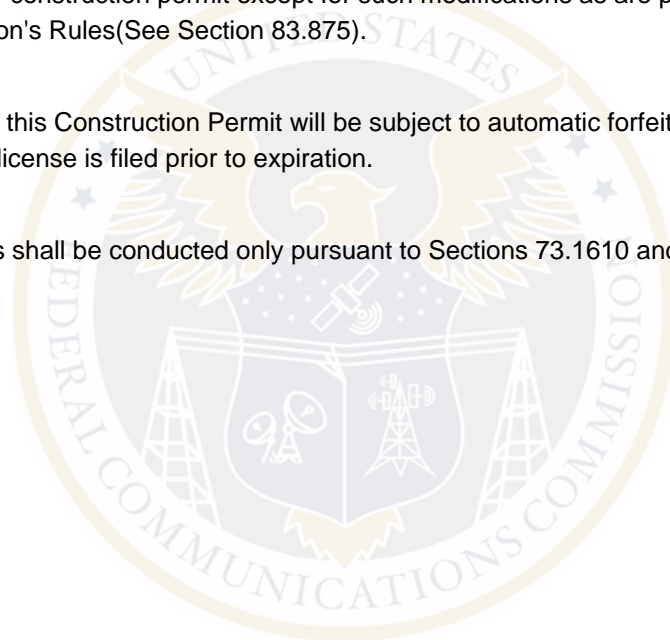 construction permit except for such modifications as are p
on's Rules(See Section 83.875).
this Construction Permit will be subject to automatic forfeit
license is filed prior to expiration.
s shall be conducted only pursuant to Sections 73.1610 and
UNITED STATES
FEDERAL COMMUNICATIONS COMMISSION